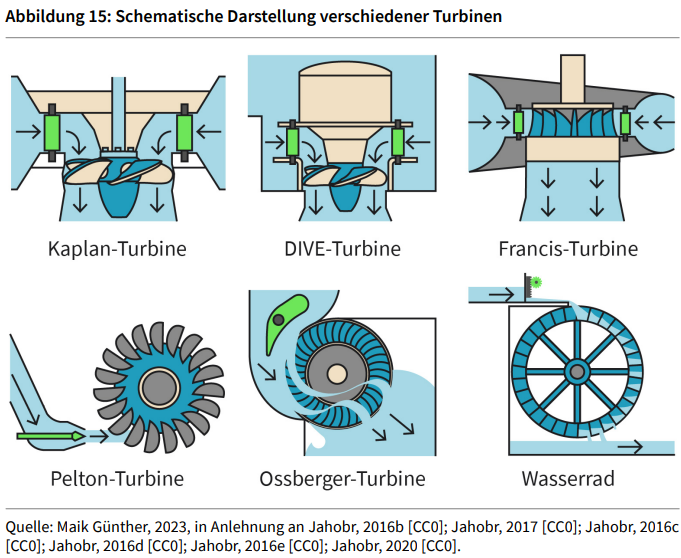 Abbildung 15: Schematische Darstellung verschiedener Turbinen
Kaplan-Turbine
DIVE-Turbine
Francis-Turbine
Pelton-Turbine
Ossberger-Turbine
Wasserrad
Quelle: Maik Günther, 2023, in Anlehnung an Jahobr, 2016b [CC0]; Jahobr, 2017 [CC0]; Jahobr, 2016c
[CC0]; Jahobr, 2016d [CC0]; Jahobr, 2016e [CC0]; Jahobr, 2020 [CC0].